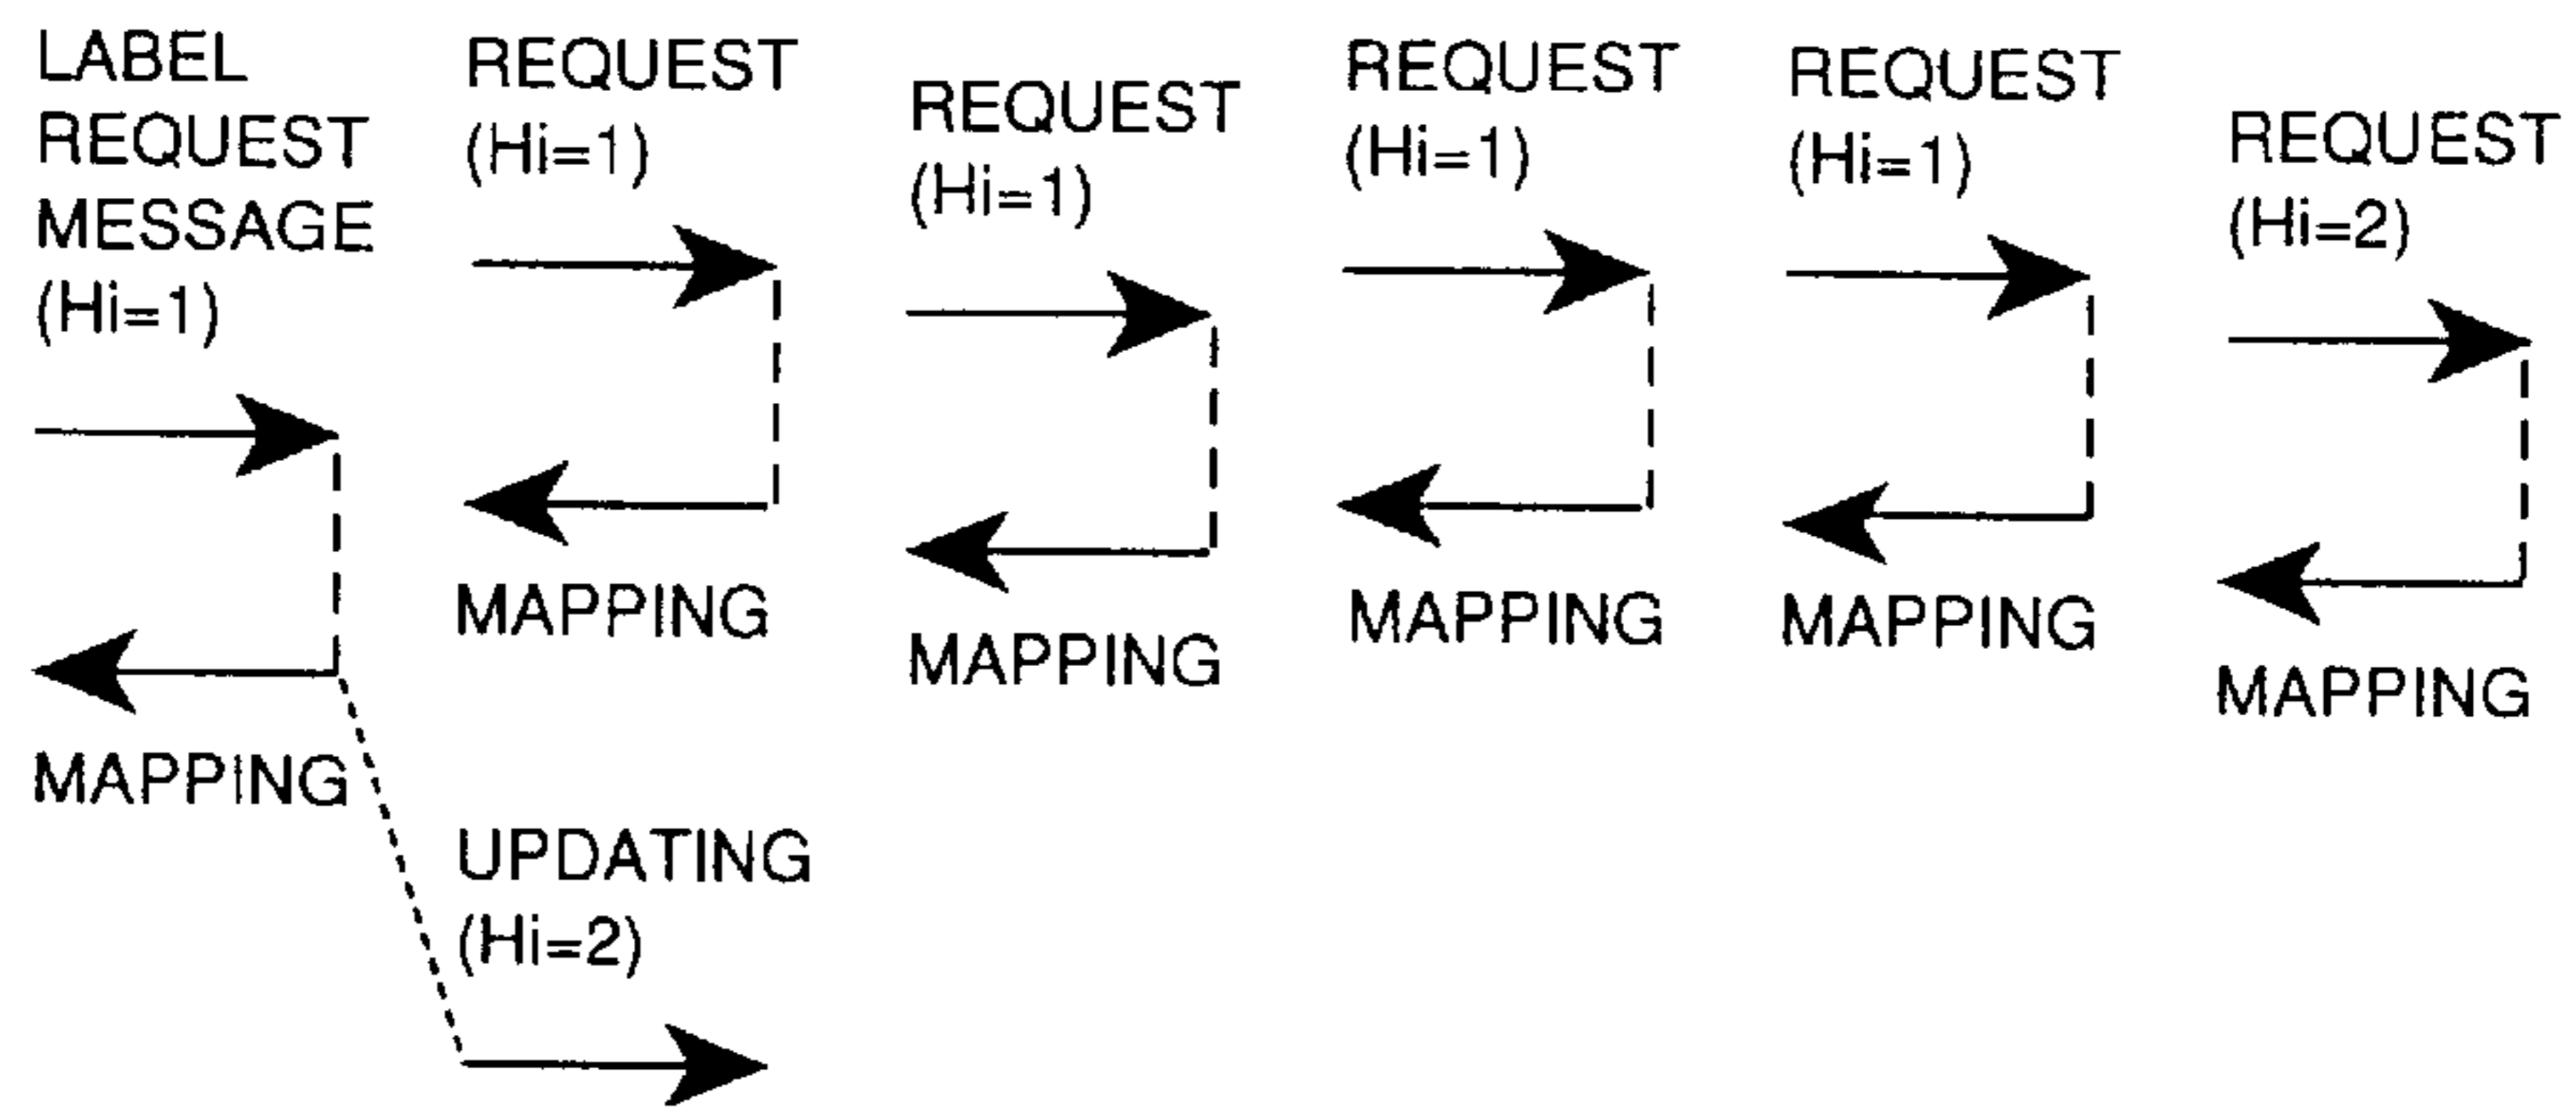 LABEL
REQUEST
MESSAGE
(Hi=1)
REQUEST
(Hi=1)
REQUEST
(Hi=1)
REQUEST
(Hi=1)
REQUEST
(Hi=1)
REQUEST
(Hi=2)
MAPPING
MAPPING
MAPPING
MAPPING
MAPPING
MAPPING
UPDATING
(Hi=2)